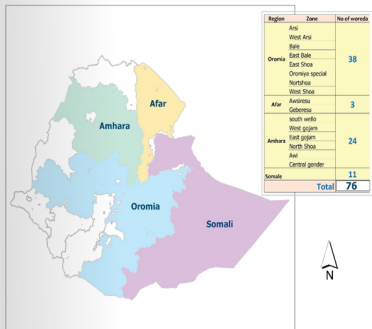 Region Zone No of woreda
Arsi
West Arsi
Bale
East Bale
Oromia 38
East Shoa
Oromiya special
Nortshoa
West Shoa
Awsiresu
Afar 3
Geberesu
south wello
West gojam
East gojam
Amhara 24
North Shoa
Awi
Central gonder
Somale 11
Total 76
Afar
Amhara
Oromia
Somali
N